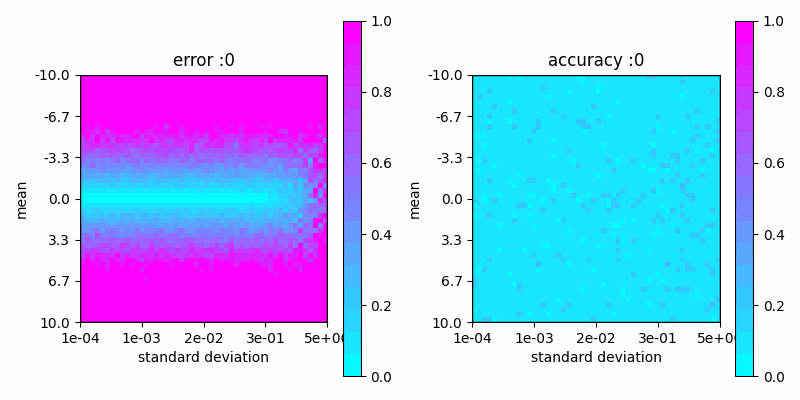 error :0
-10.0
-6.7
-3.3
0.0
3.3
6.7
10.0
mean
1e-04
1e-03
2e-02
3e-01
5e+00
standard deviation
1.0
0.8
0.6
0.4
0.2
0.0
accuracy :0
-10.0
-6.7
-3.3
0.0
3.3
6.7
10.0
mean
1e-04
1e-03
2e-02
3e-01
5e+00
standard deviation
1.0
0.8
0.6
0.4
0.2
0.0